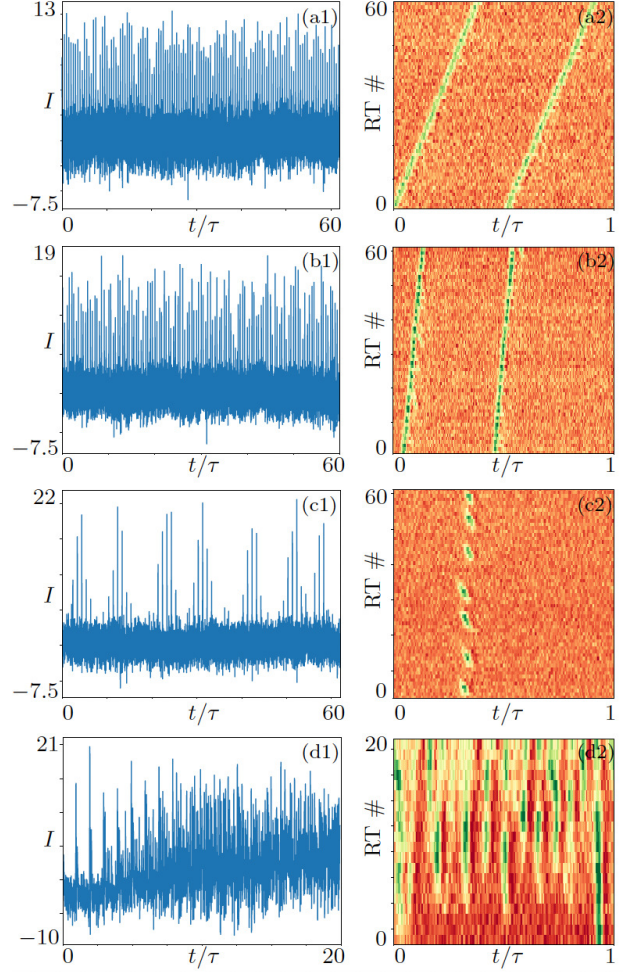 13 (a1)
I
−7.5
0 t/τ 60
60 (a2)
RT #
0
0 t/τ 1
19 (b1)
I
−7.5
0 t/τ 60
60 (b2)
RT #
0
0 t/τ 1
22 (c1)
I
−7.5
0 t/τ 60
60 (c2)
RT #
0
0 t/τ 1
21 (d1)
I
−10
0 t/τ 20
20 (d2)
RT #
0
0 t/τ 1